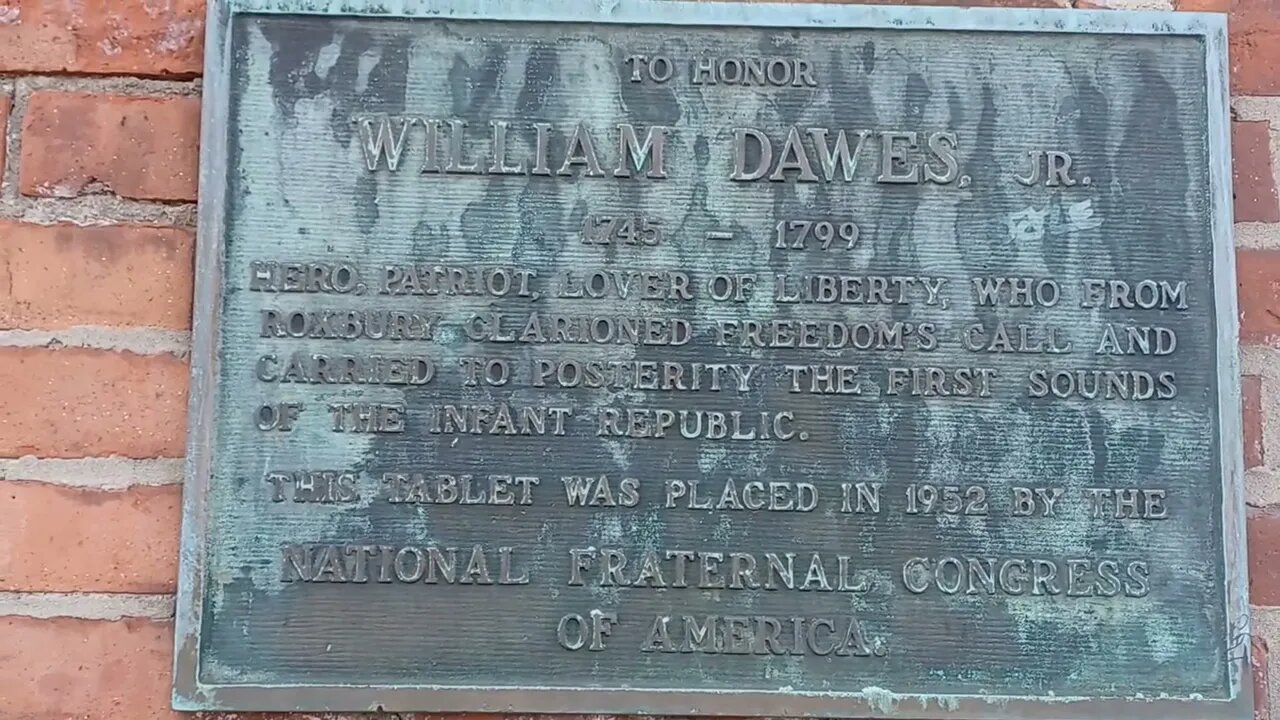 TO HONOR
WILLIAM DAWES, JR.
1745 – 1799
HERO, PATRIOT, LOVER OF LIBERTY, WHO FROM
ROXBURY CLARIONED FREEDOM'S CALL AND
CARRIED TO POSTERITY THE FIRST SOUNDS
OF THE INFANT REPUBLIC.
THIS TABLET WAS PLACED IN 1952 BY THE
NATIONAL FRATERNAL CONGRESS
OF AMERICA.